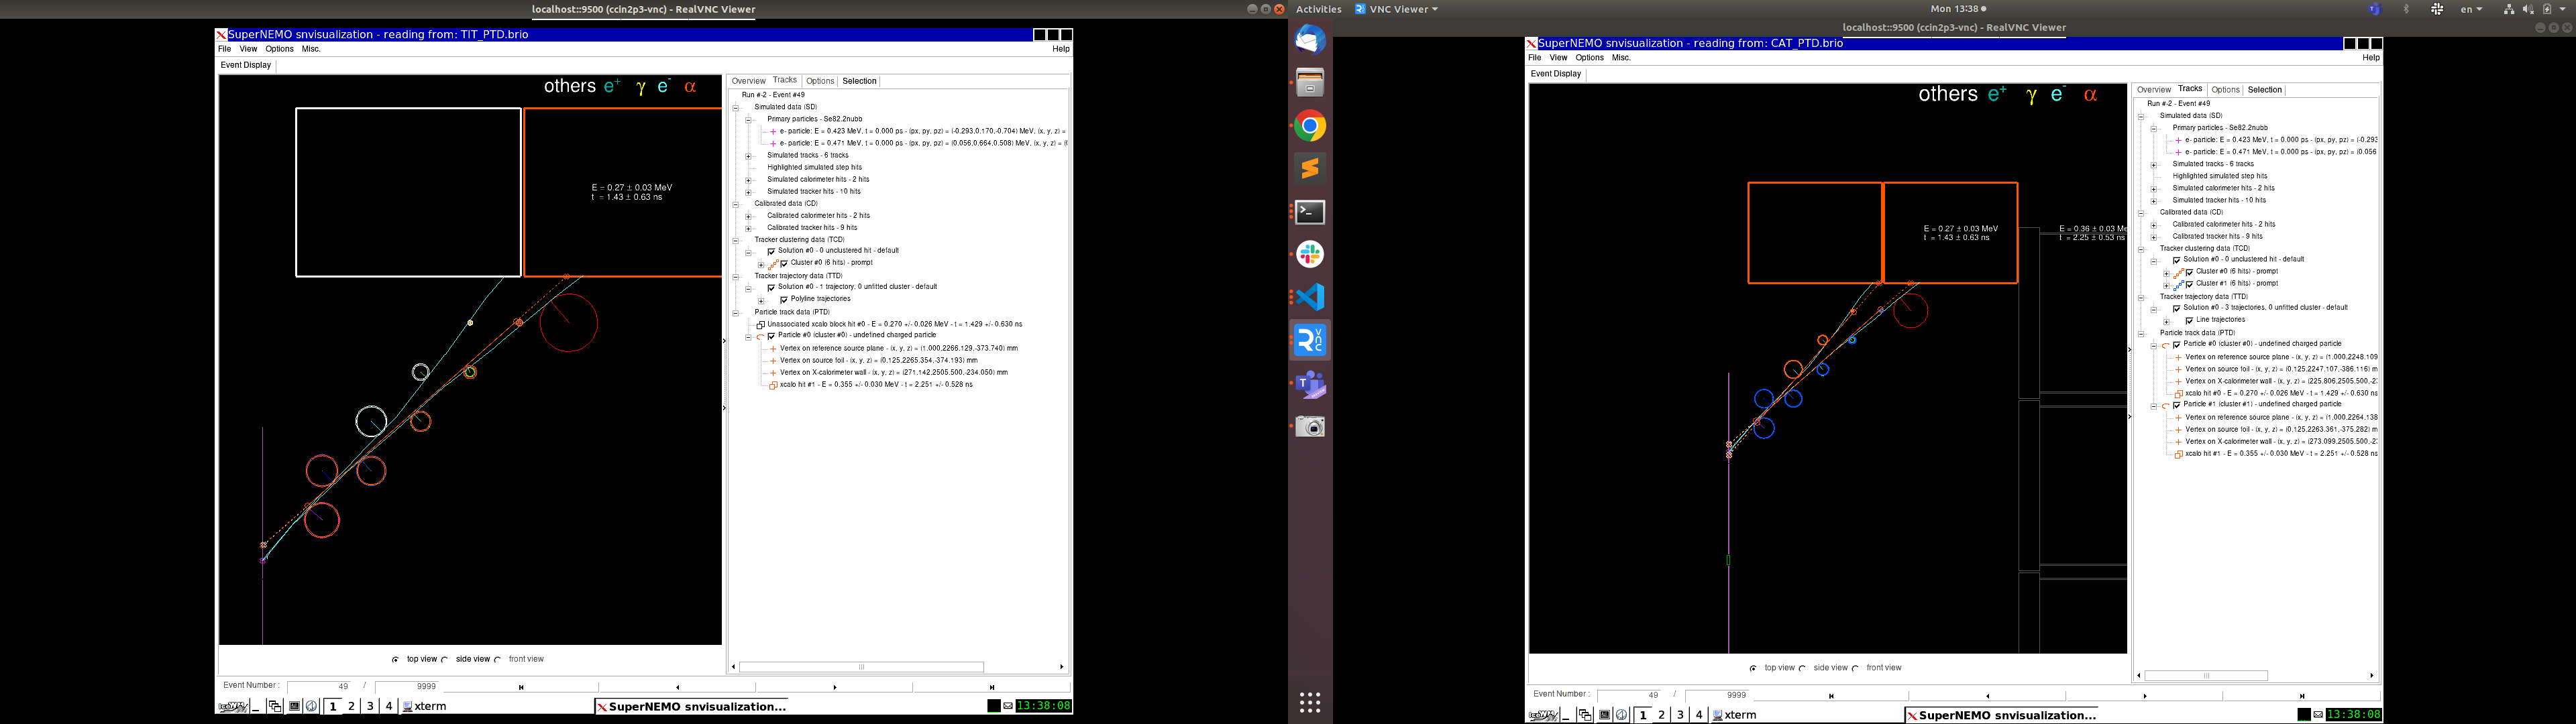 localhost::9500 (ccin2p3-vnc) - RealVNC Viewer
SuperNEMO snvisualization - reading from: TIT_PTD.brio
File View Options Misc. Help
Event Display
others e+ γ e- α
E = 0.27 ± 0.03 MeV
t = 1.43 ± 0.63 ns
Overview Tracks Options Selection
Run #-2 - Event #49
Simulated data (SD)
Primary particles - Se82.2nubb
e- particle: E = 0.423 MeV, t = 0.000 ps - (px, py, pz) = (-0.293,0.170,-0.704) MeV, (x, y, z) =
e- particle: E = 0.471 MeV, t = 0.000 ps - (px, py, pz) = (0.056,0.664,0.508) MeV, (x, y, z) = (
Simulated tracks - 6 tracks
Highlighted simulated step hits
Simulated calorimeter hits - 2 hits
Simulated tracker hits - 10 hits
Calibrated data (CD)
Calibrated calorimeter hits - 2 hits
Calibrated tracker hits - 9 hits
Tracker clustering data (TCD)
Solution #0 - 0 unclustered hit - default
Cluster #0 (6 hits) - prompt
Tracker trajectory data (TTD)
Solution #0 - 1 trajectory, 0 unfitted cluster - default
Polyline trajectories
Particle track data (PTD)
Unassociated xcalo block hit #0 - E = 0.270 +/- 0.026 MeV - t = 1.429 +/- 0.630 ns
Particle #0 (cluster #0) - undefined charged particle
Vertex on reference source plane - (x, y, z) = (1.000,2266.129,-373.740) mm
Vertex on source foil - (x, y, z) = (0.125,2265.354,-374.193) mm
Vertex on X-calorimeter wall - (x, y, z) = (271.142,2505.500,-234.050) mm
xcalo hit #1 - E = 0.355 +/- 0.030 MeV - t = 2.251 +/- 0.528 ns
top view side view front view
Event Number : 49 / 9999
1 2 3 4 xterm SuperNEMO snvisualization... 13:38:08
Activities VNC Viewer Mon 13:38 en
localhost::9500 (ccin2p3-vnc) - RealVNC Viewer
SuperNEMO snvisualization - reading from: CAT_PTD.brio
File View Options Misc. Help
Event Display
others e+ γ e- α
E = 0.27 ± 0.03 MeV
t = 1.43 ± 0.63 ns
E = 0.36 ± 0.03 Me
t = 2.25 ± 0.53 ns
Overview Tracks Options Selection
Run #-2 - Event #49
Simulated data (SD)
Primary particles - Se82.2nubb
e- particle: E = 0.423 MeV, t = 0.000 ps - (px, py, pz) = (-0.293
e- particle: E = 0.471 MeV, t = 0.000 ps - (px, py, pz) = (0.056
Simulated tracks - 6 tracks
Highlighted simulated step hits
Simulated calorimeter hits - 2 hits
Simulated tracker hits - 10 hits
Calibrated data (CD)
Calibrated calorimeter hits - 2 hits
Calibrated tracker hits - 9 hits
Tracker clustering data (TCD)
Solution #0 - 0 unclustered hit - default
Cluster #0 (6 hits) - prompt
Cluster #1 (6 hits) - prompt
Tracker trajectory data (TTD)
Solution #0 - 3 trajectories, 0 unfitted cluster - default
Line trajectories
Particle track data (PTD)
Particle #0 (cluster #0) - undefined charged particle
Vertex on reference source plane - (x, y, z) = (1.000,2248.109
Vertex on source foil - (x, y, z) = (0.125,2247.107,-386.116) m
Vertex on X-calorimeter wall - (x, y, z) = (225.806,2505.500,-2
xcalo hit #0 - E = 0.270 +/- 0.026 MeV - t = 1.429 +/- 0.630 ns
Particle #1 (cluster #1) - undefined charged particle
Vertex on reference source plane - (x, y, z) = (1.000,2264.138
Vertex on source foil - (x, y, z) = (0.125,2263.361,-375.282) m
Vertex on X-calorimeter wall - (x, y, z) = (273.099,2505.500,-2
xcalo hit #1 - E = 0.355 +/- 0.030 MeV - t = 2.251 +/- 0.528 ns
top view side view front view
Event Number : 49 / 9999
1 2 3 4 xterm SuperNEMO snvisualization... 13:38:08